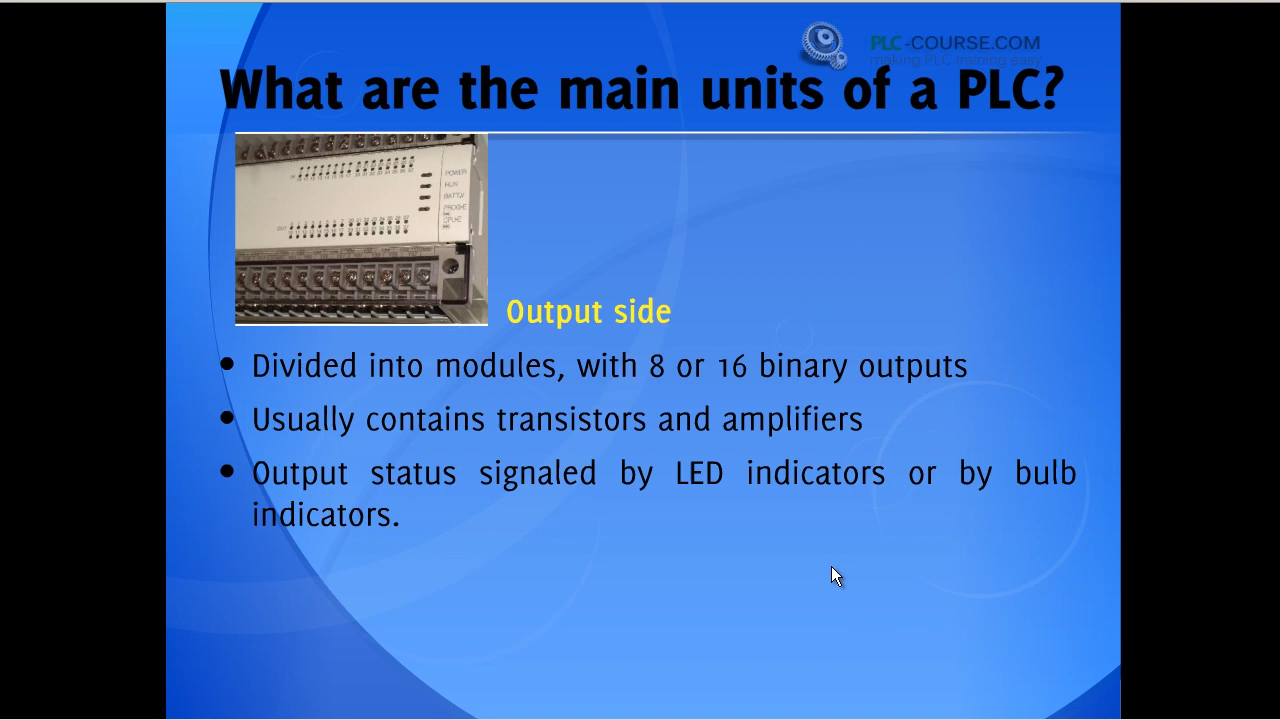 PLC-COURSE.COM
making PLC training easy
What are the main units of a PLC?
POWER
RUN
Output side
• Divided into modules, with 8 or 16 binary outputs
• Usually contains transistors and amplifiers
• Output status signaled by LED indicators or by bulb
indicators.